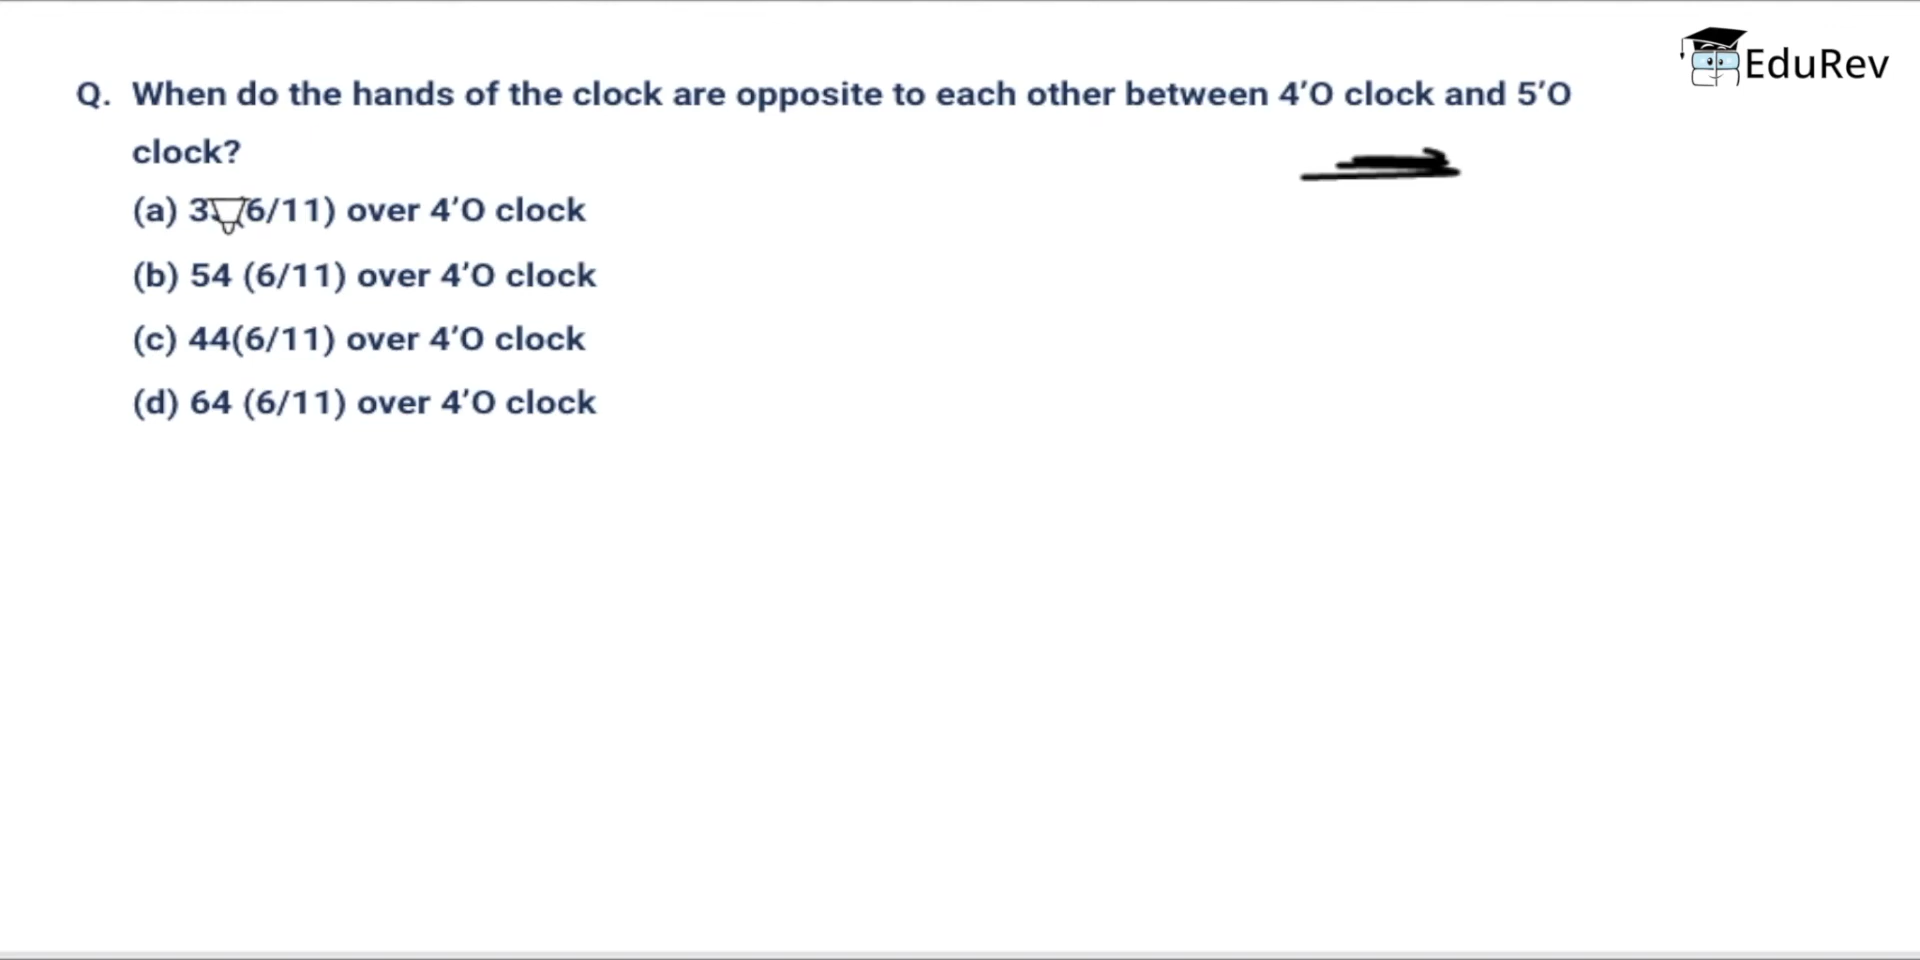 EduRev
Q. When do the hands of the clock are opposite to each other between 4’O clock and 5’O
clock?
(a) 3 6/11) over 4’O clock
(b) 54 (6/11) over 4’O clock
(c) 44(6/11) over 4’O clock
(d) 64 (6/11) over 4’O clock